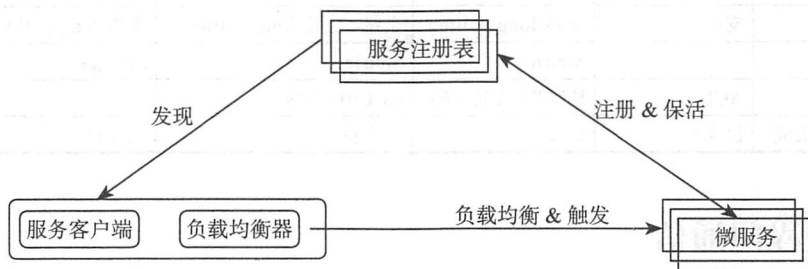 服务注册表
发现
注册 & 保活
服务客户端
负载均衡器
负载均衡 & 触发
微服务